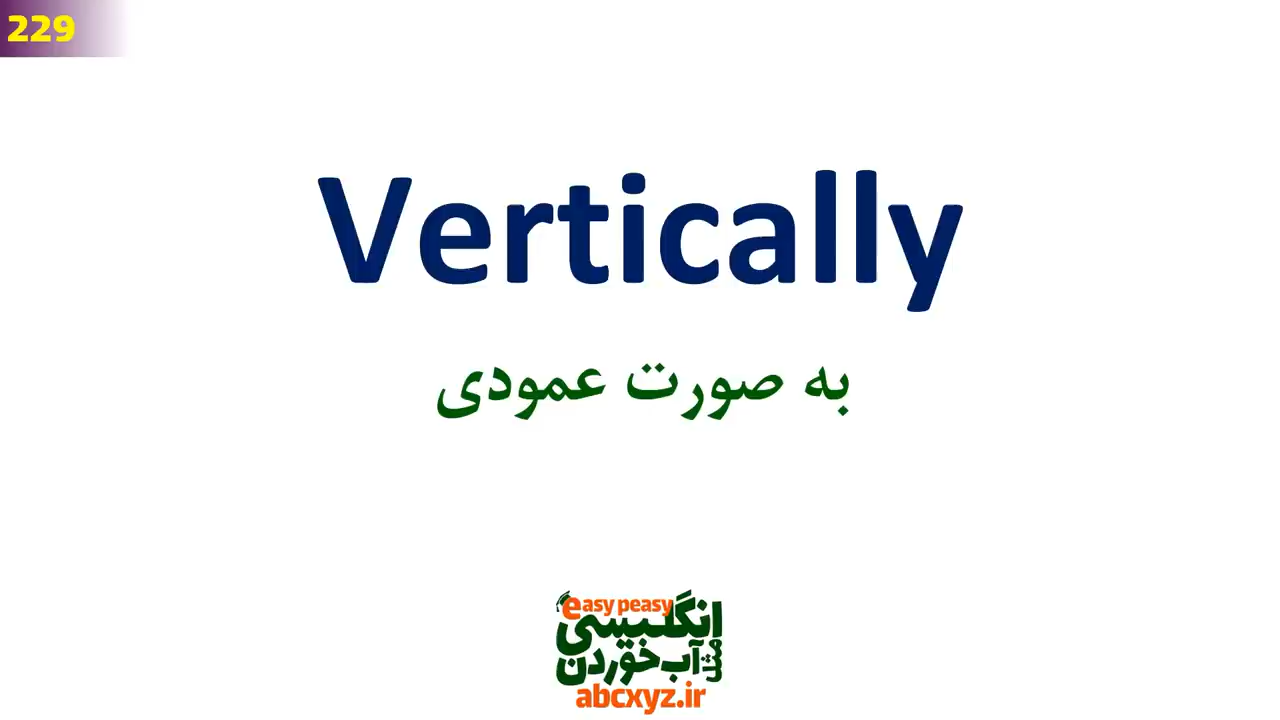 229
Vertically
به صورت عمودی
easy peasy
انگلیسی
مثل آب خوردن
abcxyz.ir